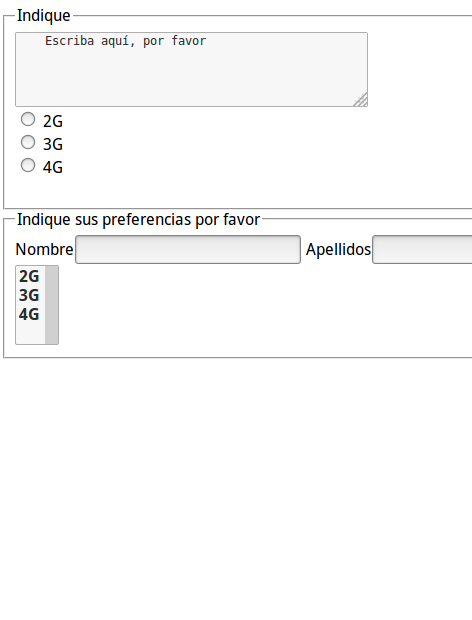 Indique
Escriba aquí, por favor
2G
3G
4G
Indique sus preferencias por favor
Nombre Apellidos
2G
3G
4G